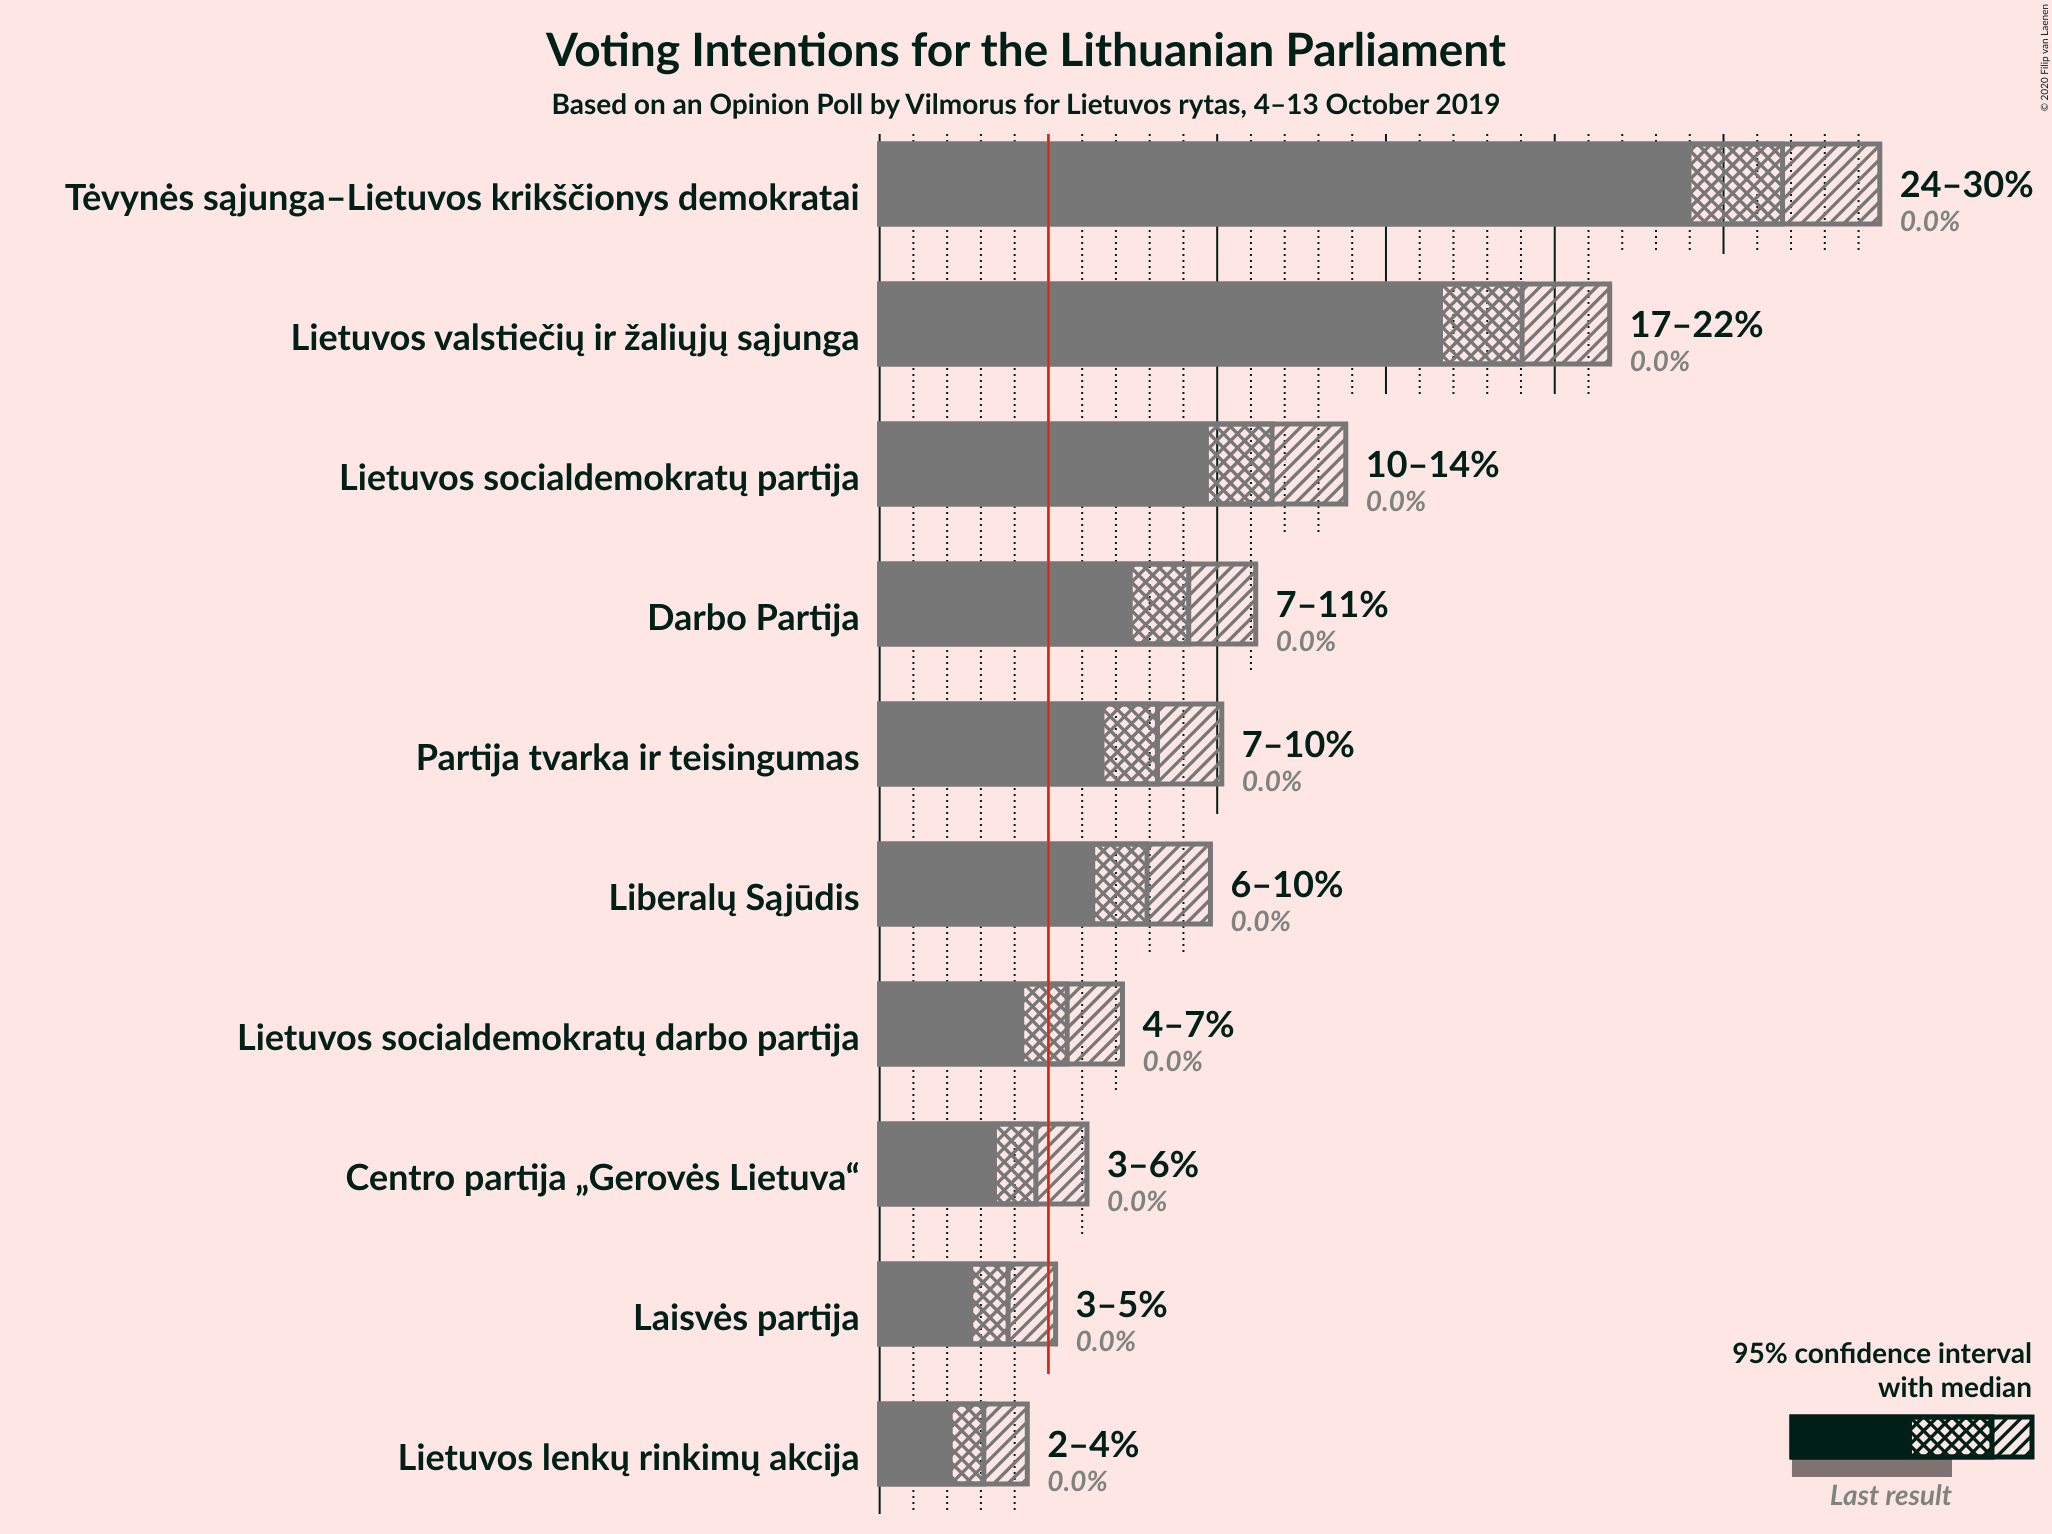 Voting Intentions for the Lithuanian Parliament
Based on an Opinion Poll by Vilmorus for Lietuvos rytas, 4–13 October 2019
© 2020 Filip van Laenen
Tėvynės sąjunga–Lietuvos krikščionys demokratai
24–30%
0.0%
Lietuvos valstiečių ir žaliųjų sąjunga
17–22%
0.0%
Lietuvos socialdemokratų partija
10–14%
0.0%
Darbo Partija
7–11%
0.0%
Partija tvarka ir teisingumas
7–10%
0.0%
Liberalų Sąjūdis
6–10%
0.0%
Lietuvos socialdemokratų darbo partija
4–7%
0.0%
Centro partija „Gerovės Lietuva“
3–6%
0.0%
Laisvės partija
3–5%
0.0%
Lietuvos lenkų rinkimų akcija
2–4%
0.0%
95% confidence interval
with median
Last result